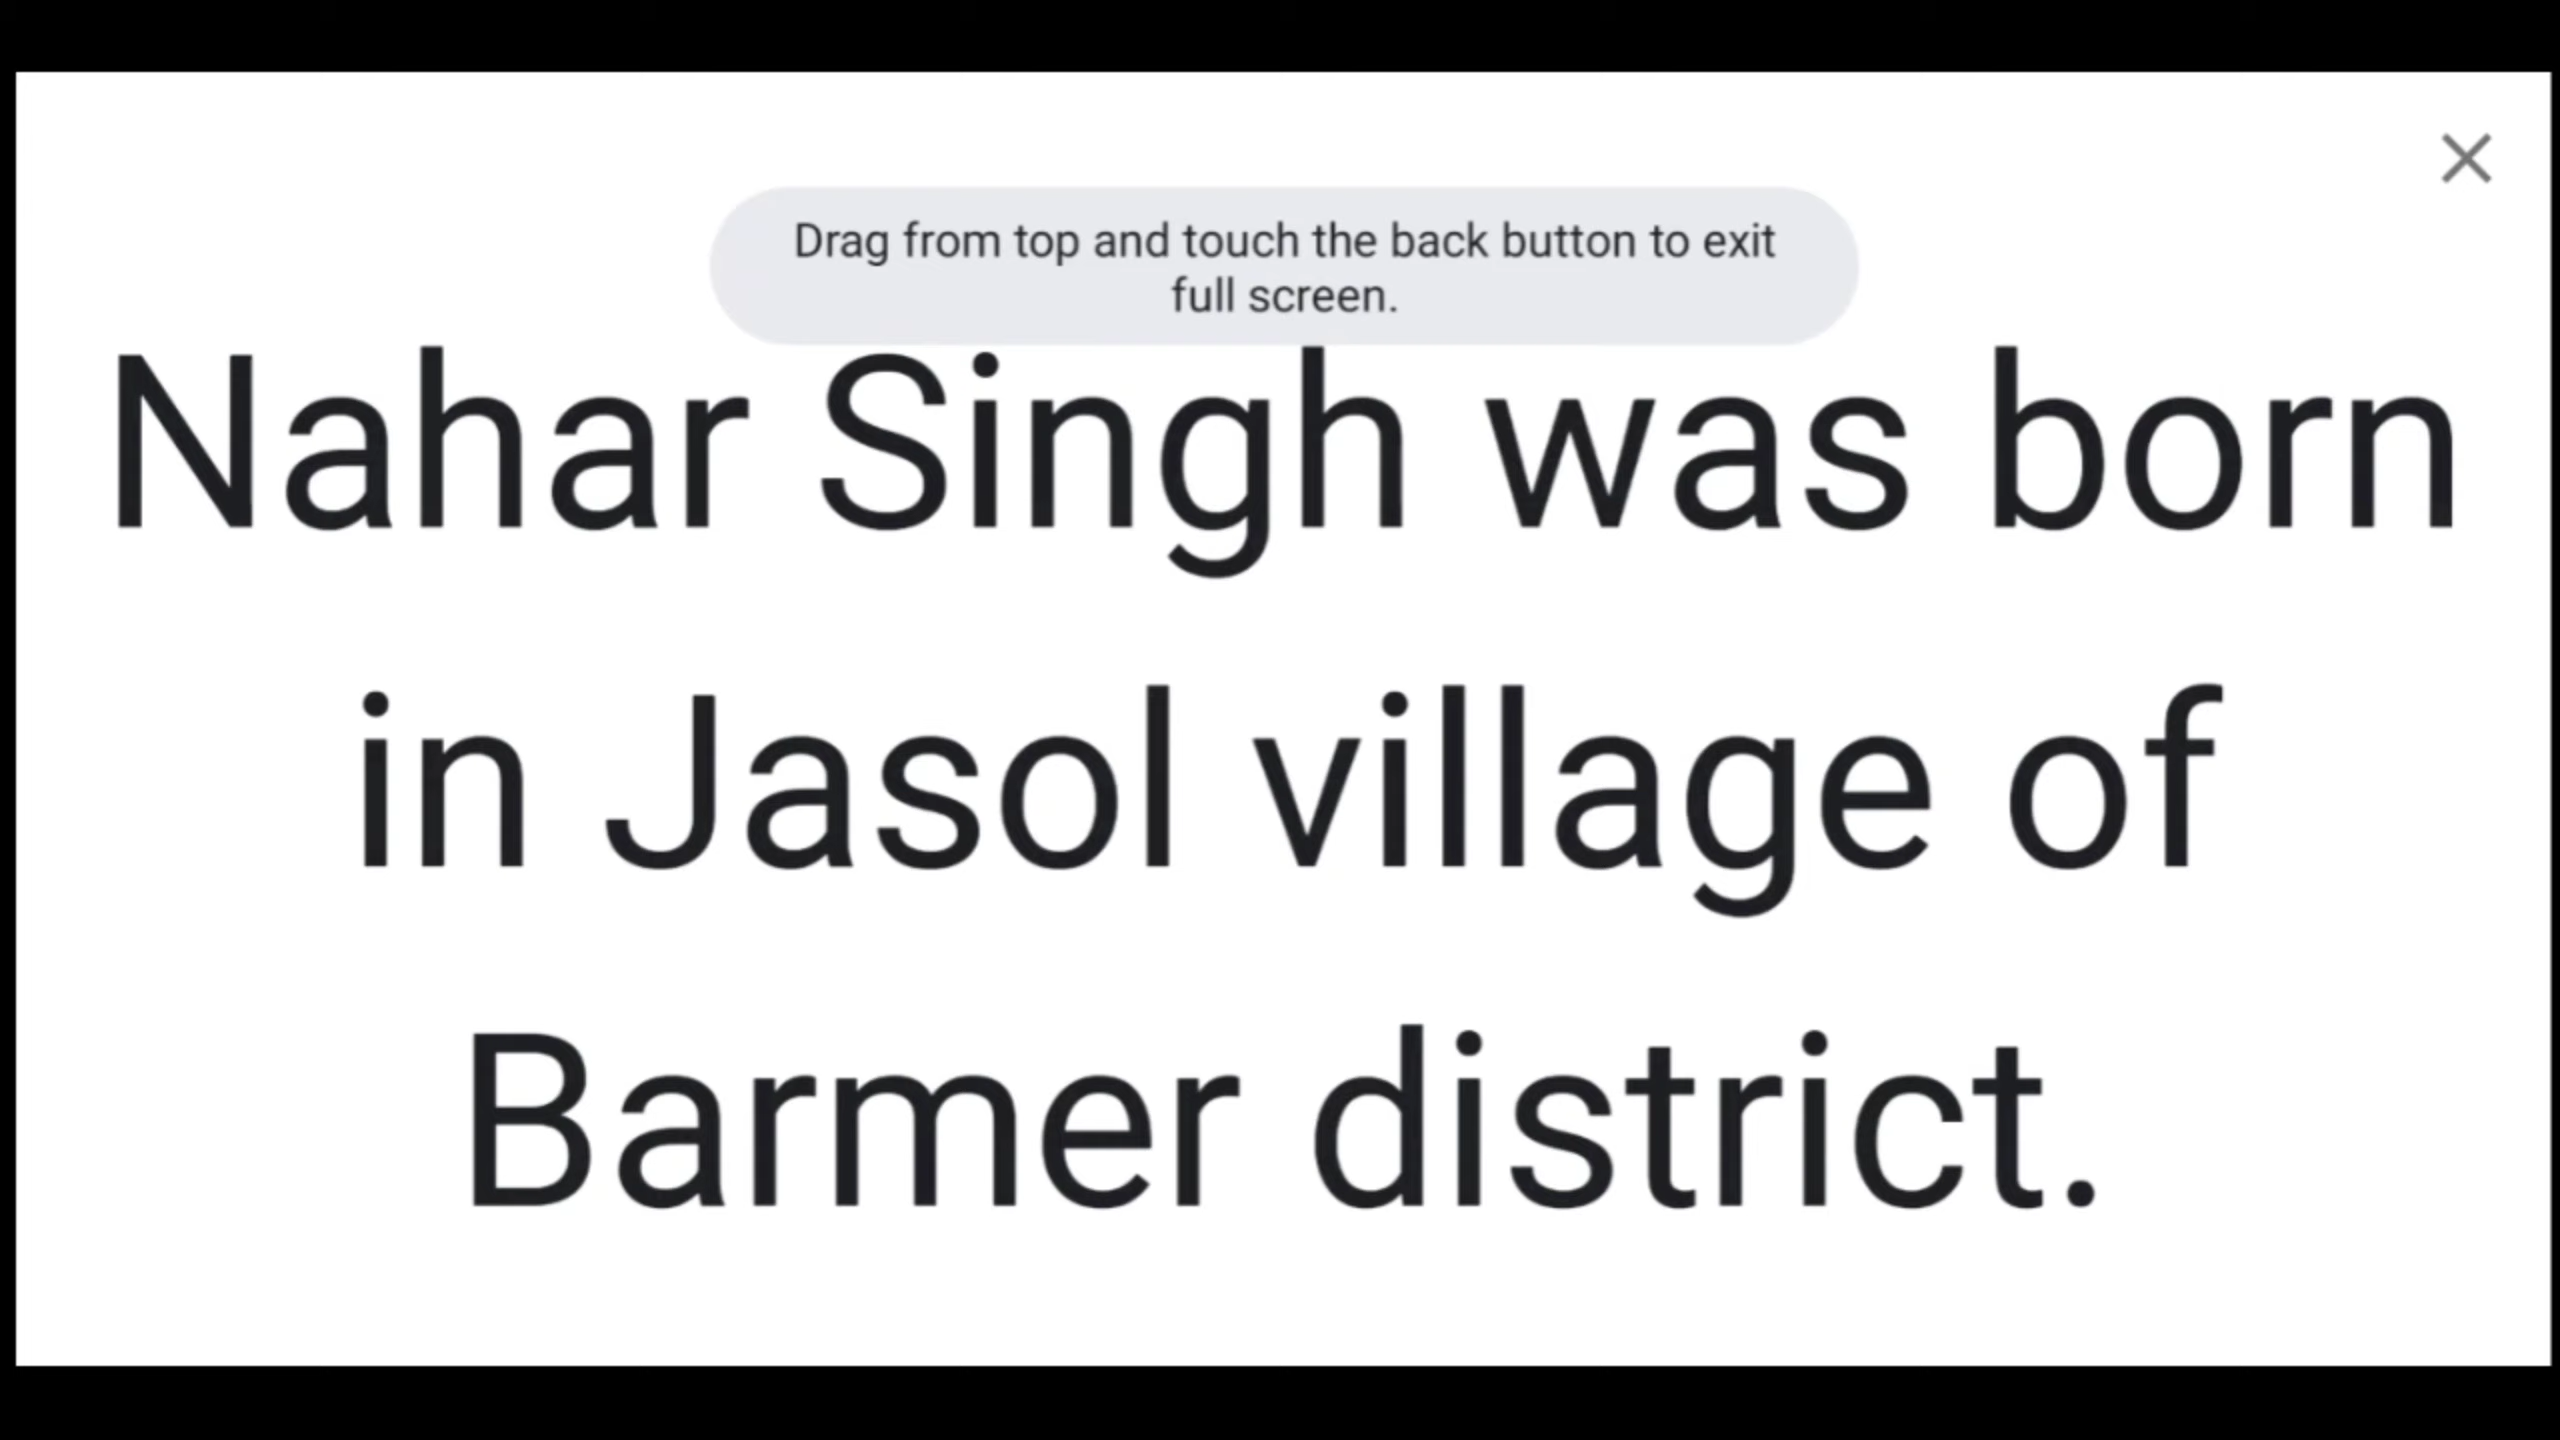 Drag from top and touch the back button to exit
full screen.
Nahar Singh was born
in Jasol village of
Barmer district.